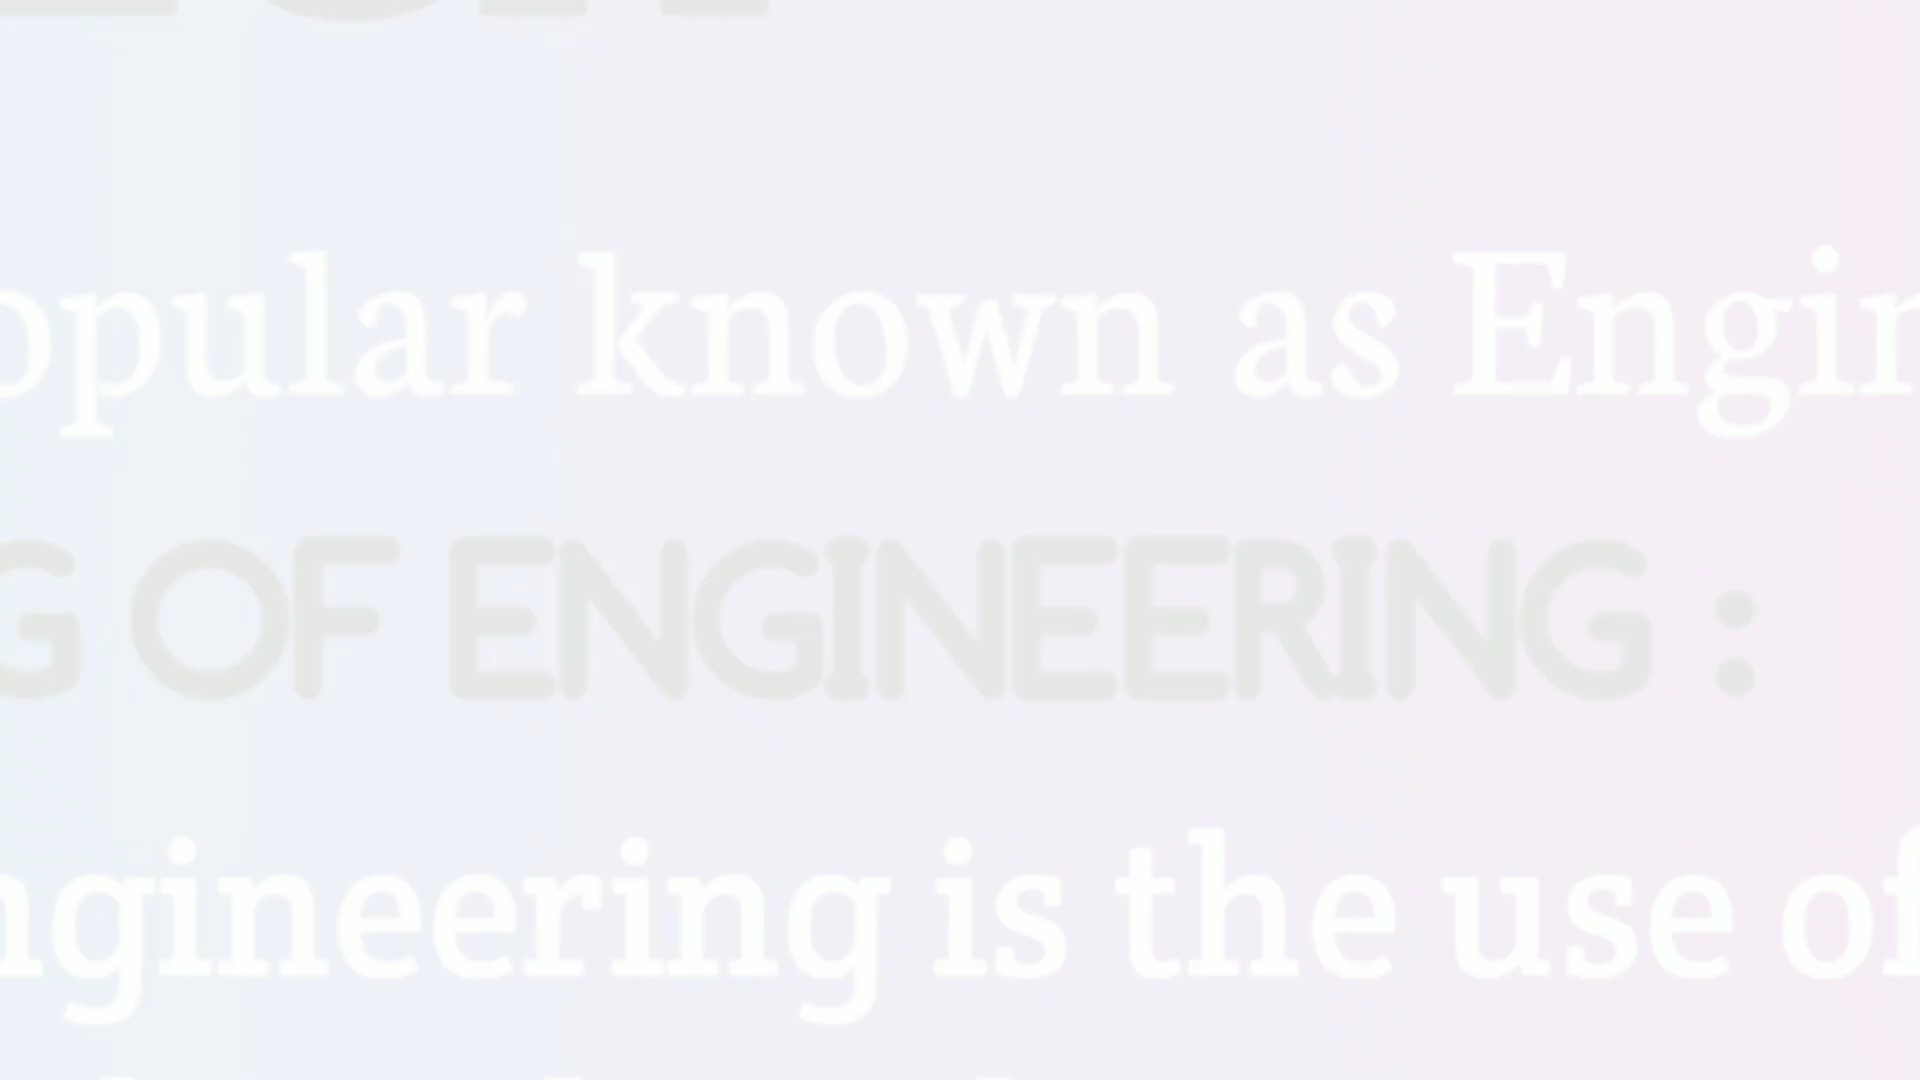 opular known as Engin
G OF ENGINEERING :
ngineering is the use of